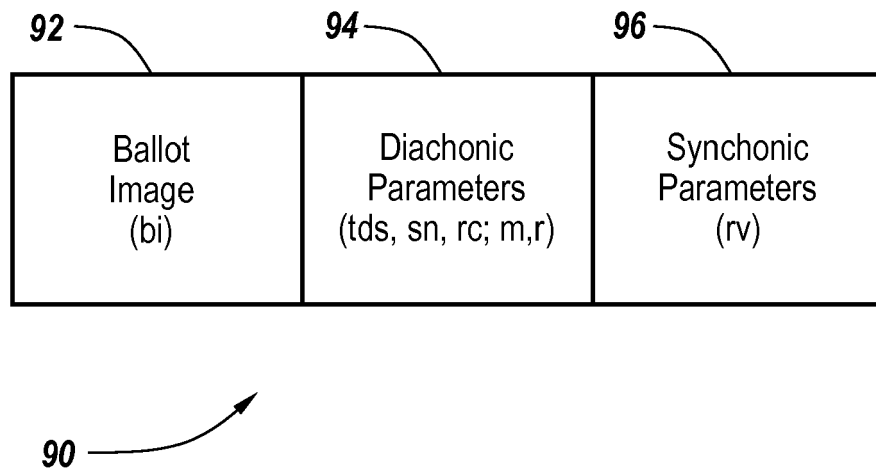 92
94
96
Ballot
Image
(bi)
Diachonic
Parameters
(tds, sn, rc; m,r)
Synchonic
Parameters
(rv)
90